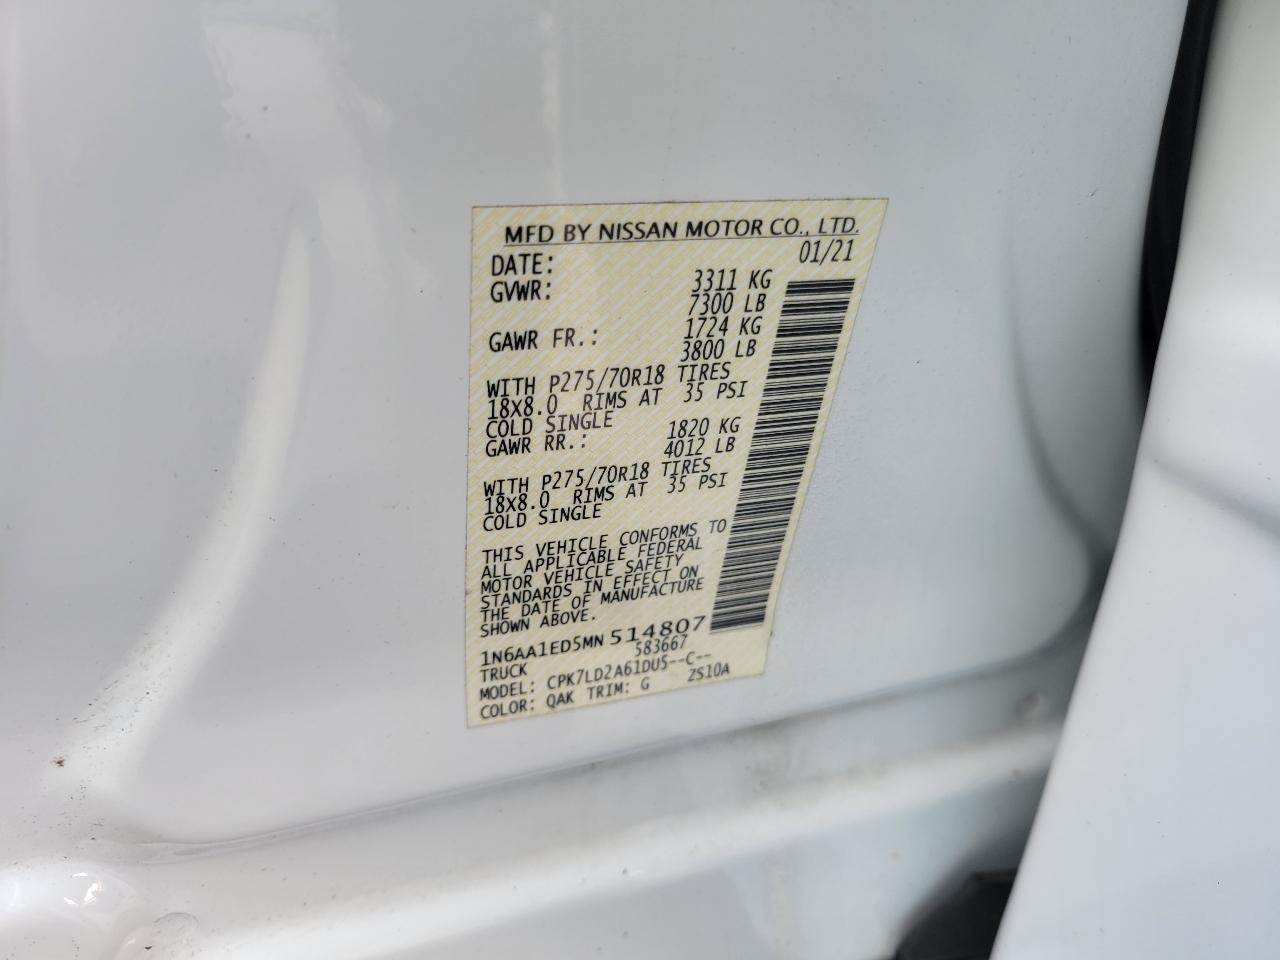 MFD BY NISSAN MOTOR CO., LTD.
DATE: 01/21
GVWR: 3311 KG
7300 LB
GAWR FR.: 1724 KG
3800 LB
WITH P275/70R18 TIRES
18X8.0 RIMS AT 35 PSI
COLD SINGLE
GAWR RR.: 1820 KG
4012 LB
WITH P275/70R18 TIRES
18X8.0 RIMS AT 35 PSI
COLD SINGLE
THIS VEHICLE CONFORMS TO
ALL APPLICABLE FEDERAL
MOTOR VEHICLE SAFETY
STANDARDS IN EFFECT ON
THE DATE OF MANUFACTURE
SHOWN ABOVE.
1N6AA1ED5MN 514807
TRUCK 583667
MODEL: CPK7LD2A61DU5--C--
COLOR: QAK TRIM: G ZS10A